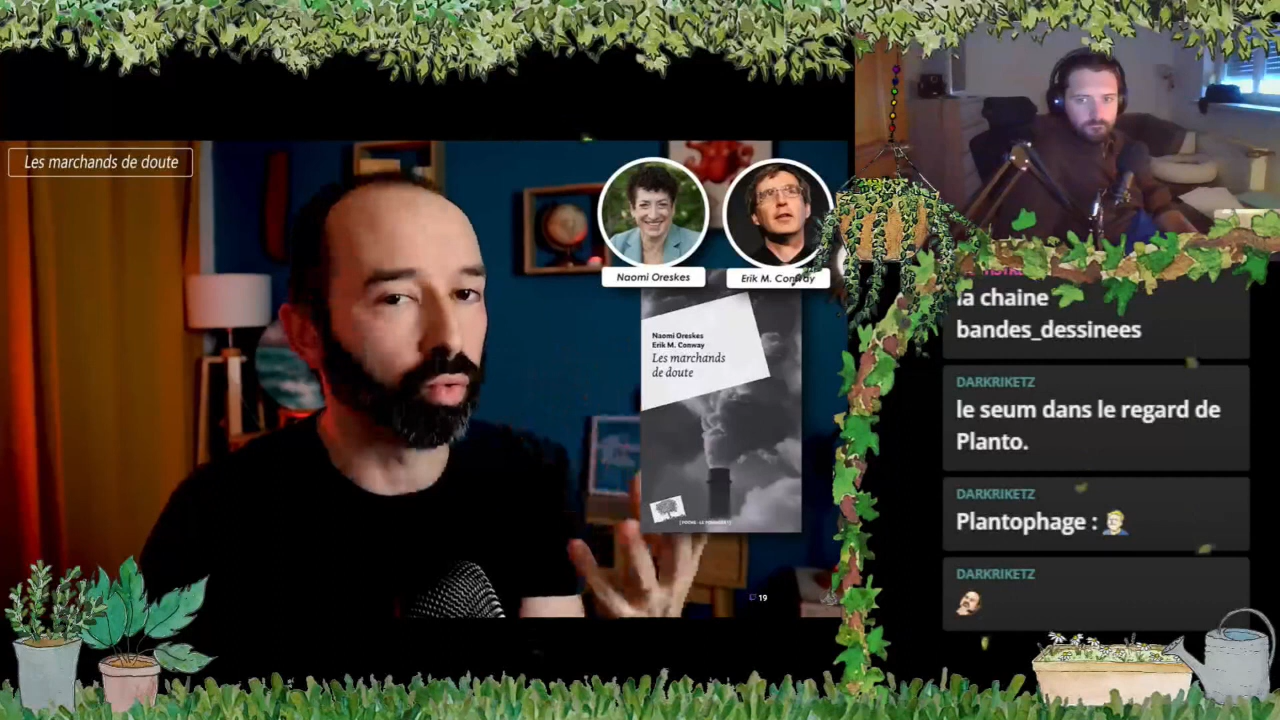 Les marchands de doute
Naomi Oreskes
Erik M. Conway
Naomi Oreskes
Erik M. Conway
Les marchands
de doute
19
la chaine
bandes_dessinees
DARKRIKETZ
le seum dans le regard de
Planto.
DARKRIKETZ
Plantophage :
DARKRIKETZ